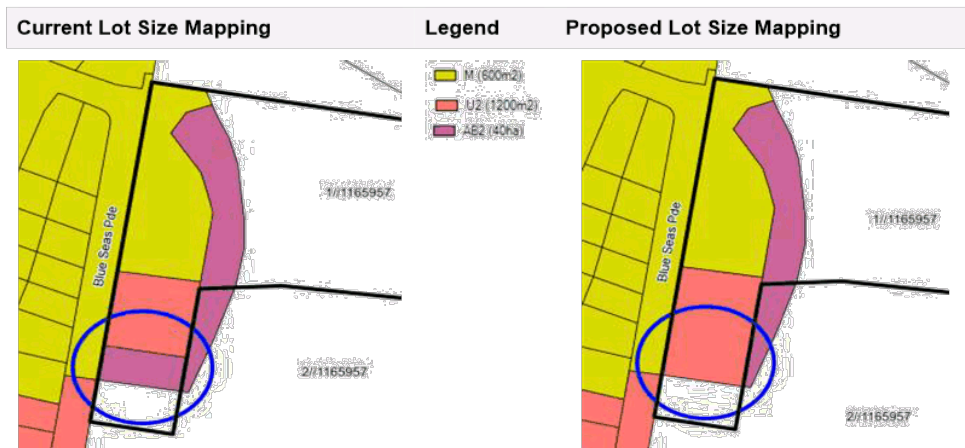 Current Lot Size Mapping
Legend
Proposed Lot Size Mapping
M (600m2)
U2 (1200m2)
AB2 (40ha)
Blue Seas Pde
1//1165957
2//1165957
Blue Seas Pde
1//1165957
2//1165957